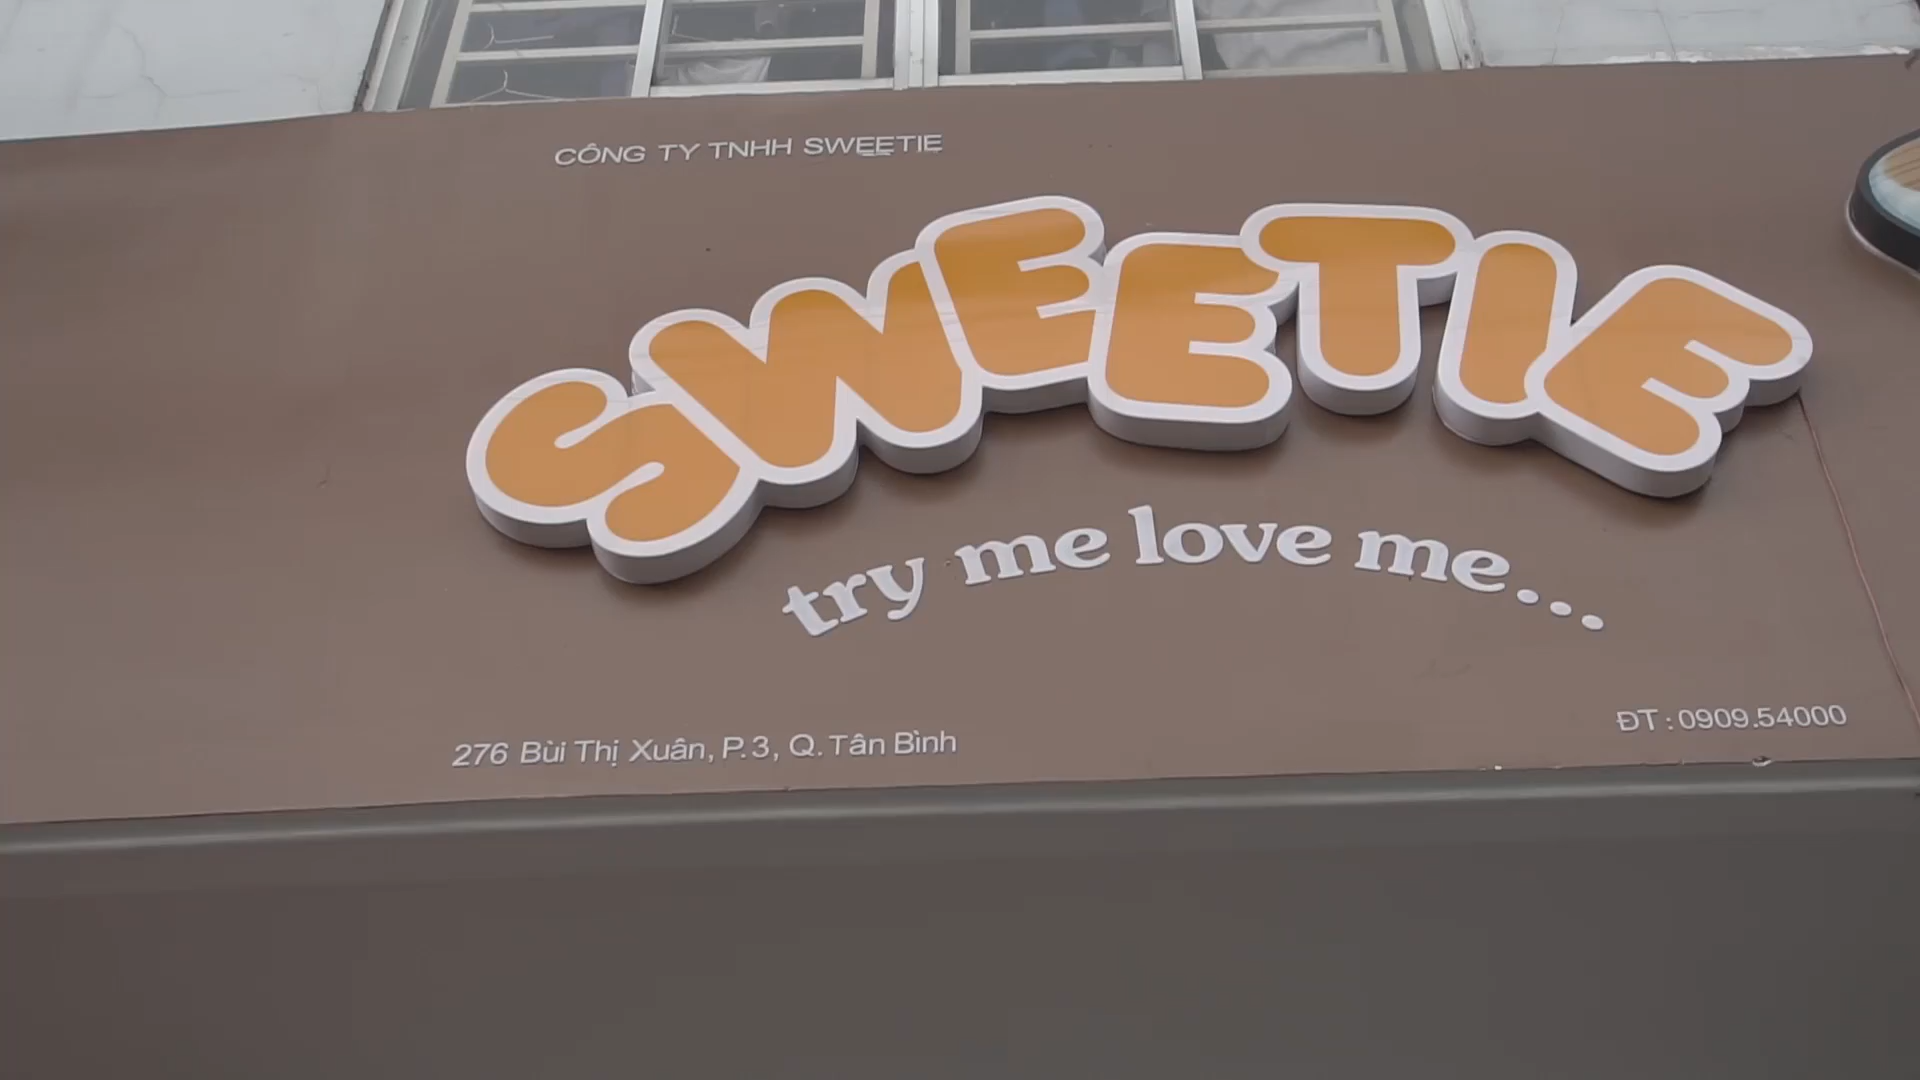 CÔNG TY TNHH SWEETIE
SWEETIE
try me love me...
276 Bùi Thị Xuân, P.3, Q. Tân Bình
ĐT: 0909.54000